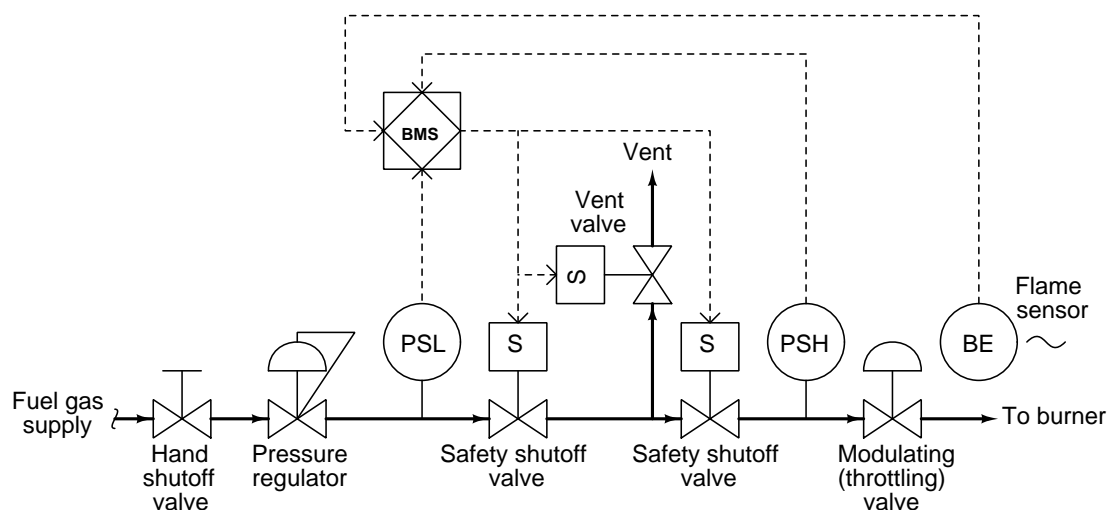 BMS
Vent
Vent
valve
S
Flame
sensor
PSL
S
S
PSH
BE
Fuel gas
supply
To burner
Hand
shutoff
valve
Pressure
regulator
Safety shutoff
valve
Safety shutoff
valve
Modulating
(throttling)
valve